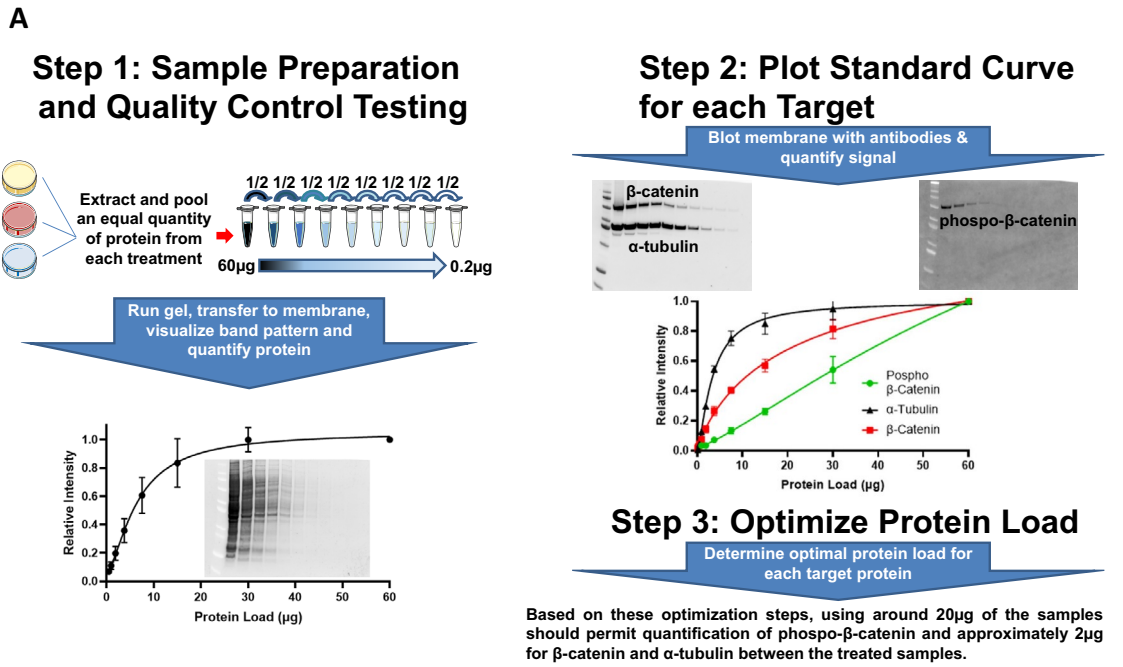 A
Step 1: Sample Preparation
and Quality Control Testing
Extract and pool
an equal quantity
of protein from
each treatment
1/2 1/2 1/2 1/2 1/2 1/2 1/2 1/2
60µg
0.2µg
Run gel, transfer to membrane,
visualize band pattern and
quantify protein
Relative Intensity
1.0
0.8
0.6
0.4
0.2
0.0
0 10 20 30 40 50 60
Protein Load (µg)
Step 2: Plot Standard Curve
for each Target
Blot membrane with antibodies &
quantify signal
β-catenin
α-tubulin
phospo-β-catenin
Relative Intensity
1.0
0.8
0.6
0.4
0.2
0.0
0 10 20 30 40 50 60
Protein Load (µg)
Pospho
β-Catenin
α-Tubulin
β-Catenin
Step 3: Optimize Protein Load
Determine optimal protein load for
each target protein
Based on these optimization steps, using around 20µg of the samples
should permit quantification of phospo-β-catenin and approximately 2µg
for β-catenin and α-tubulin between the treated samples.